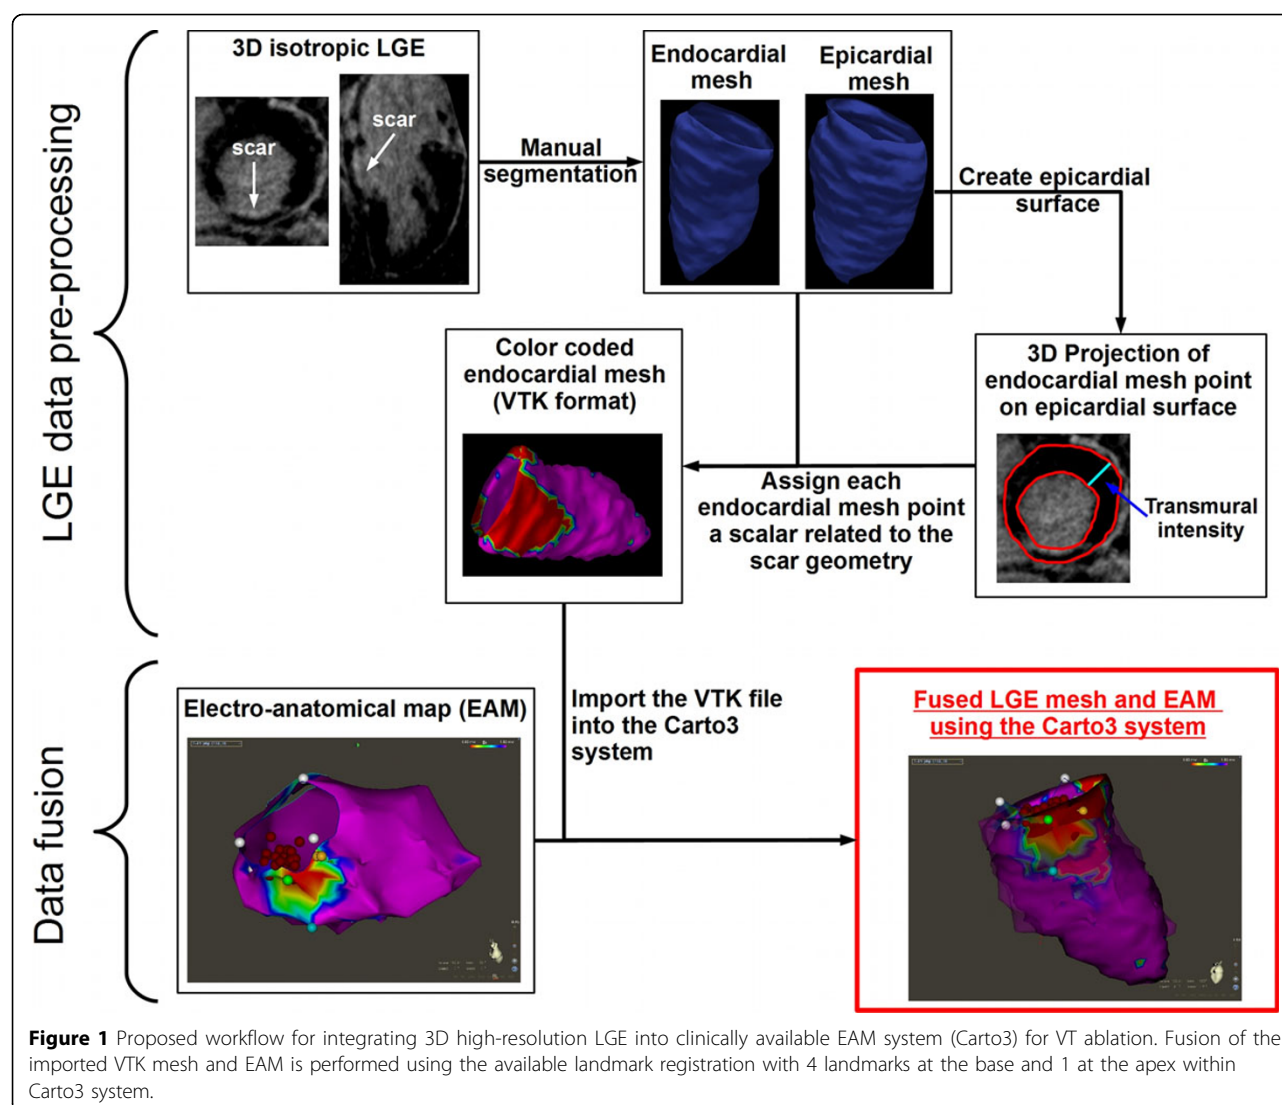 LGE data pre-processing
3D isotropic LGE
scar
scar
Manual
segmentation
Endocardial
mesh
Epicardial
mesh
Create epicardial
surface
3D Projection of
endocardial mesh point
on epicardial surface
Transmural
intensity
Color coded
endocardial mesh
(VTK format)
Assign each
endocardial mesh point
a scalar related to the
scar geometry
Data fusion
Electro-anatomical map (EAM)
Import the VTK file
into the Carto3
system
Fused LGE mesh and EAM
using the Carto3 system
Figure 1 Proposed workflow for integrating 3D high-resolution LGE into clinically available EAM system (Carto3) for VT ablation. Fusion of the
imported VTK mesh and EAM is performed using the available landmark registration with 4 landmarks at the base and 1 at the apex within
Carto3 system.